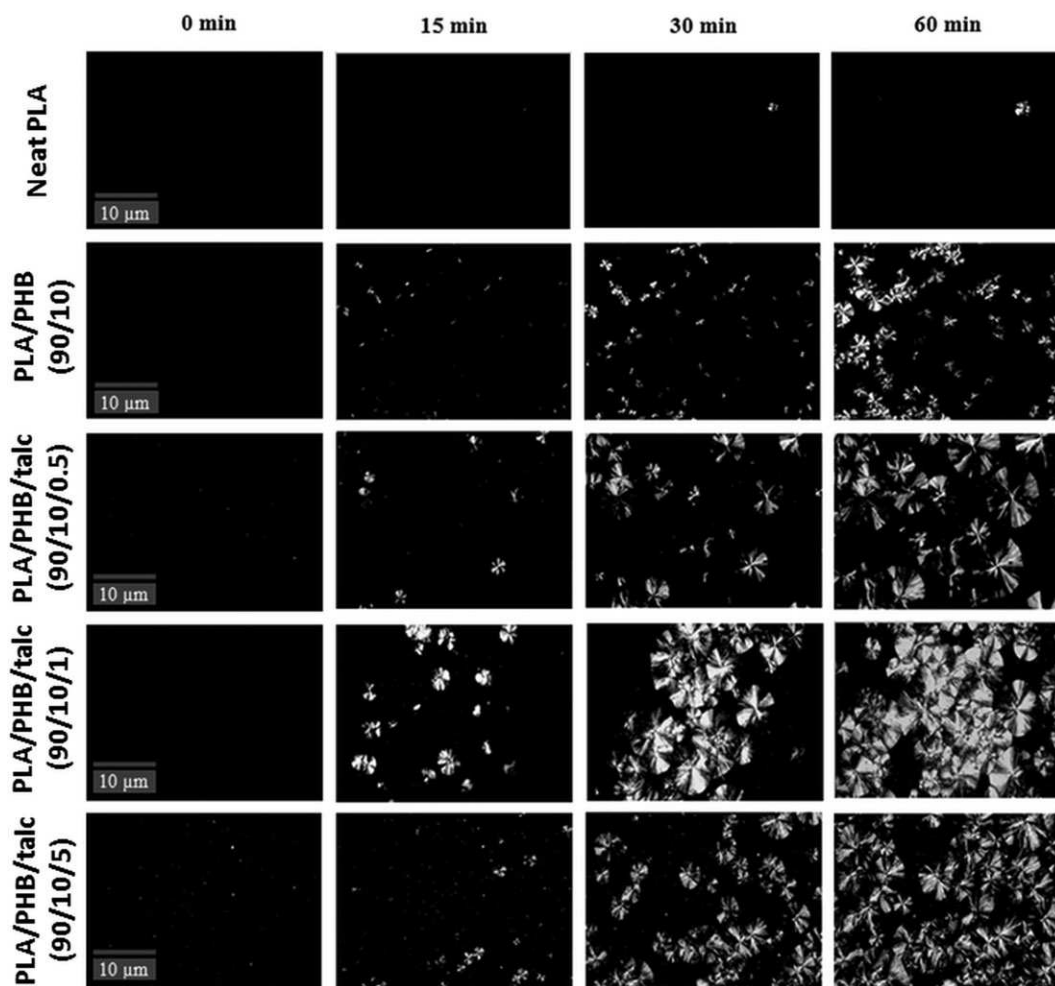 0 min 15 min 30 min 60 min
Neat PLA
10 µm
PLA/PHB
(90/10)
10 µm
PLA/PHB/talc
(90/10/0.5)
10 µm
PLA/PHB/talc
(90/10/1)
10 µm
PLA/PHB/talc
(90/10/5)
10 µm